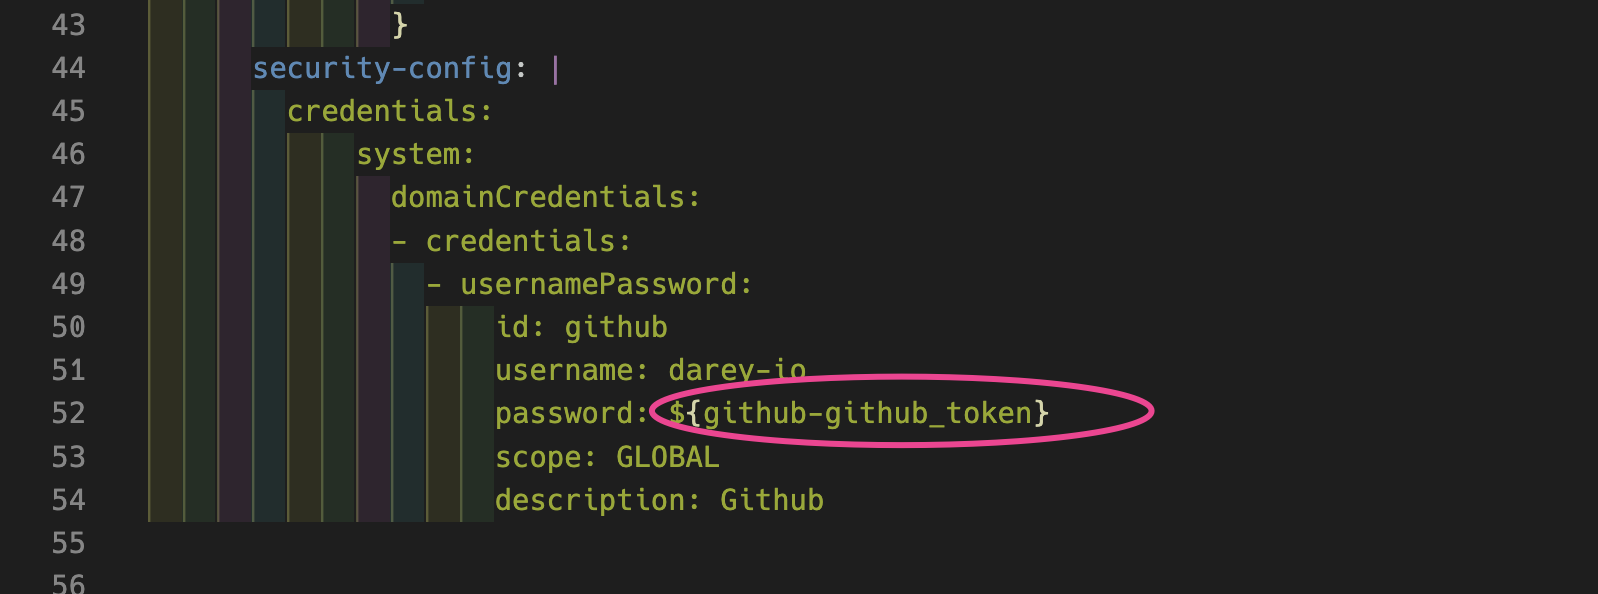 43 }
44 security-config: |
45 credentials:
46 system:
47 domainCredentials:
48 - credentials:
49 - usernamePassword:
50 id: github
51 username: darey-io
52 password: ${github-github_token}
53 scope: GLOBAL
54 description: Github
55
56